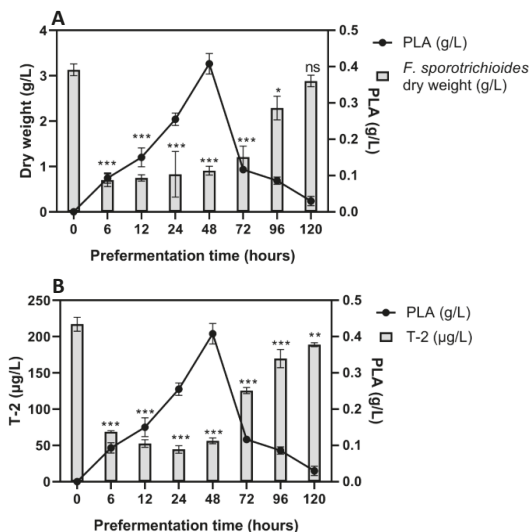 A
4
3
2
1
0
Dry weight (g/L)
0.5
0.4
0.3
0.2
0.1
0.0
PLA (g/L)
*** *** *** *** *** * ns
0 6 12 24 48 72 96 120
Prefermentation time (hours)
PLA (g/L)
F. sporotrichioides
dry weight (g/L)
B
250
200
150
100
50
0
T-2 (µg/L)
0.5
0.4
0.3
0.2
0.1
0.0
PLA (g/L)
*** *** *** *** *** *** **
0 6 12 24 48 72 96 120
Prefermentation time (hours)
PLA (g/L)
T-2 (µg/L)